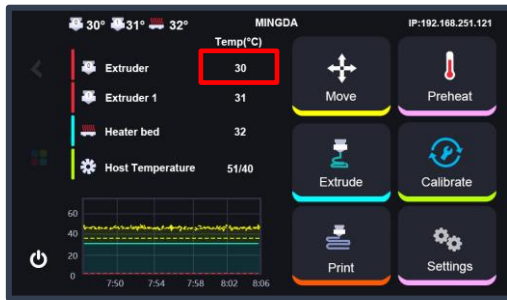 30° 31° 32° MINGDA IP:192.168.251.121
Temp(°C)
Extruder 30
Extruder 1 31
Heater bed 32
Host Temperature 51/40
Move
Preheat
Extrude
Calibrate
Print
Settings
60
40
20
0
7:50 7:54 7:58 8:02 8:06